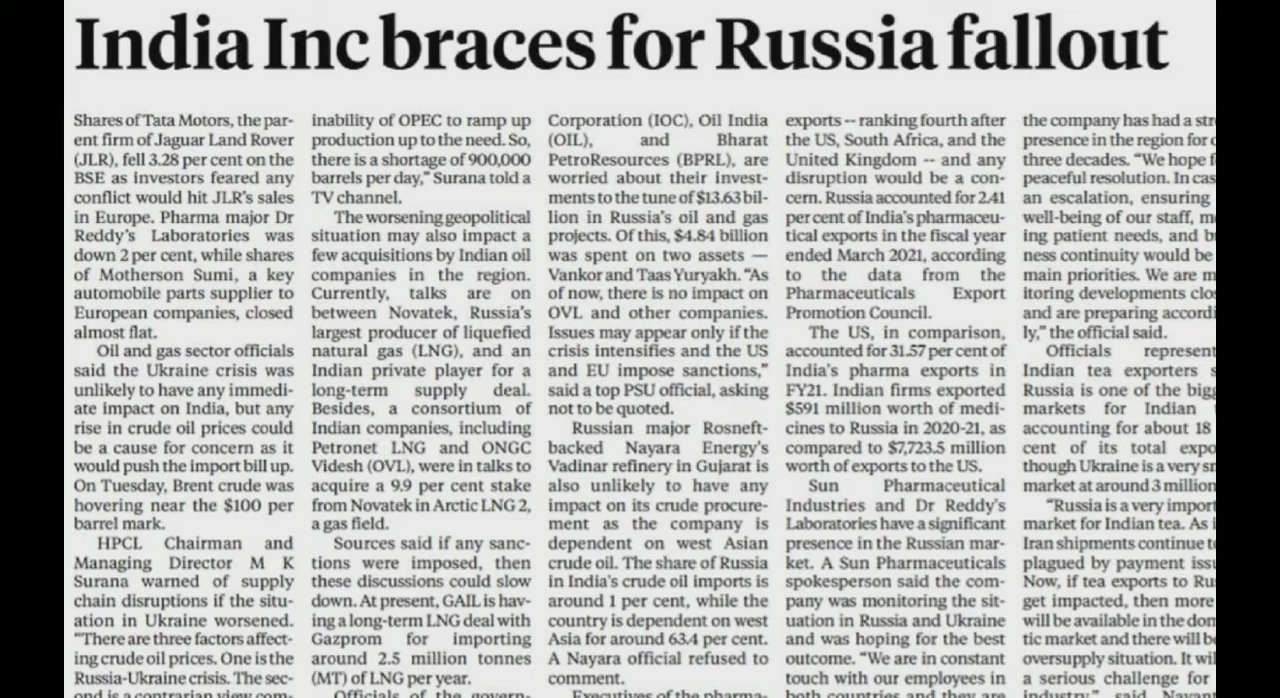 India Inc braces for Russia fallout
Shares of Tata Motors, the par-
ent firm of Jaguar Land Rover
(JLR), fell 3.28 per cent on the
BSE as investors feared any
conflict would hit JLR's sales
in Europe. Pharma major Dr
Reddy's Laboratories was
down 2 per cent, while shares
of Motherson Sumi, a key
automobile parts supplier to
European companies, closed
almost flat.
Oil and gas sector officials
said the Ukraine crisis was
unlikely to have any immedi-
ate impact on India, but any
rise in crude oil prices could
be a cause for concern as it
would push the import bill up.
On Tuesday, Brent crude was
hovering near the $100 per
barrel mark.
HPCL Chairman and
Managing Director M K
Surana warned of supply
chain disruptions if the situ-
ation in Ukraine worsened.
"There are three factors affect-
ing crude oil prices. One is the
Russia-Ukraine crisis. The sec-
ond is a contrarian view com-
inability of OPEC to ramp up
production up to the need. So,
there is a shortage of 900,000
barrels per day," Surana told a
TV channel.
The worsening geopolitical
situation may also impact a
few acquisitions by Indian oil
companies in the region.
Currently, talks are on
between Novatek, Russia's
largest producer of liquefied
natural gas (LNG), and an
Indian private player for a
long-term supply deal.
Besides, a consortium of
Indian companies, including
Petronet LNG and ONGC
Videsh (OVL), were in talks to
acquire a 9.9 per cent stake
from Novatek in Arctic LNG 2,
a gas field.
Sources said if any sanc-
tions were imposed, then
these discussions could slow
down. At present, GAIL is hav-
ing a long-term LNG deal with
Gazprom for importing
around 2.5 million tonnes
(MT) of LNG per year.
Officials of the govern-
Corporation (IOC), Oil India
(OIL), and Bharat
PetroResources (BPRL), are
worried about their invest-
ments to the tune of $13.63 bil-
lion in Russia's oil and gas
projects. Of this, $4.84 billion
was spent on two assets —
Vankor and Taas Yuryakh. "As
of now, there is no impact on
OVL and other companies.
Issues may appear only if the
crisis intensifies and the US
and EU impose sanctions,"
said a top PSU official, asking
not to be quoted.
Russian major Rosneft-
backed Nayara Energy's
Vadinar refinery in Gujarat is
also unlikely to have any
impact on its crude procure-
ment as the company is
dependent on west Asian
crude oil. The share of Russia
in India's crude oil imports is
around 1 per cent, while the
country is dependent on west
Asia for around 63.4 per cent.
A Nayara official refused to
comment.
Executives of the pharma-
exports -- ranking fourth after
the US, South Africa, and the
United Kingdom -- and any
disruption would be a con-
cern. Russia accounted for 2.41
per cent of India's pharmaceu-
tical exports in the fiscal year
ended March 2021, according
to the data from the
Pharmaceuticals Export
Promotion Council.
The US, in comparison,
accounted for 31.57 per cent of
India's pharma exports in
FY21. Indian firms exported
$591 million worth of medi-
cines to Russia in 2020-21, as
compared to $7,723.5 million
worth of exports to the US.
Sun Pharmaceutical
Industries and Dr Reddy's
Laboratories have a significant
presence in the Russian mar-
ket. A Sun Pharmaceuticals
spokesperson said the com-
pany was monitoring the sit-
uation in Russia and Ukraine
and was hoping for the best
outcome. "We are in constant
touch with our employees in
both countries and they are
the company has had a
presence in the region for
three decades. "We hope
peaceful resolution. In
an escalation, ensuring
well-being of our staff,
ing patient needs, and
ness continuity would be
main priorities. We are
itoring developments
and are preparing
ly," the official said.
Officials
Indian tea exporters
Russia is one of the
markets for Indian
accounting for about 18
cent of its total
though Ukraine is a very
market at around 3 million
"Russia is a very
market for Indian tea. As
Iran shipments continue
plagued by payment
Now, if tea exports to
get impacted, then more
will be available in the
tic market and there will
oversupply situation. It
a serious challenge for
industry," said